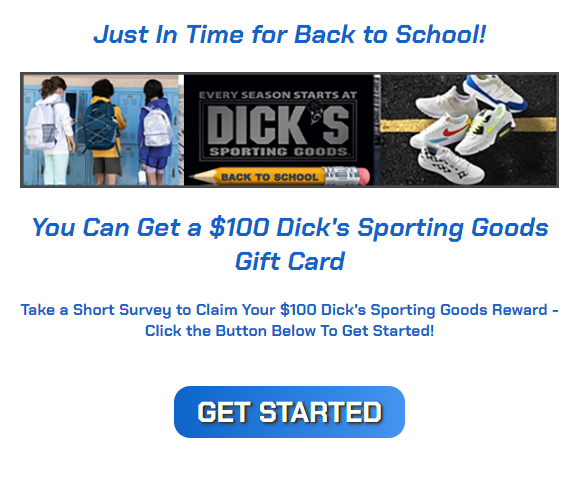 Just In Time for Back to School!
EVERY SEASON STARTS AT
DICK'S
SPORTING GOODS
BACK TO SCHOOL
You Can Get a $100 Dick's Sporting Goods
Gift Card
Take a Short Survey to Claim Your $100 Dick's Sporting Goods Reward -
Click the Button Below To Get Started!
GET STARTED